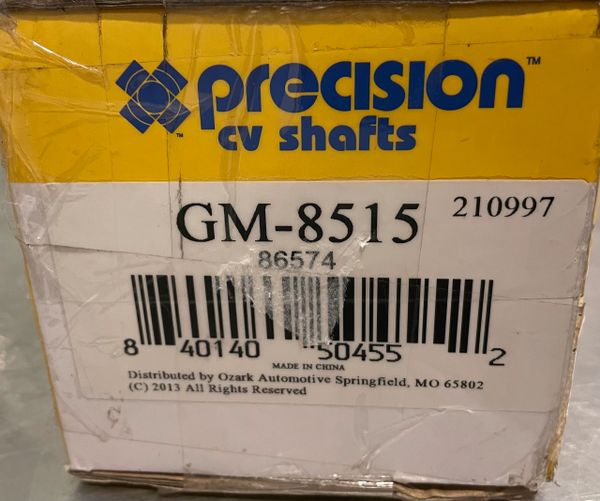 precision™
cv shafts
™
GM-8515 210997
86574
8 40140 50455 2
MADE IN CHINA
Distributed by Ozark Automotive Springfield, MO 65802
(C) 2013 All Rights Reserved